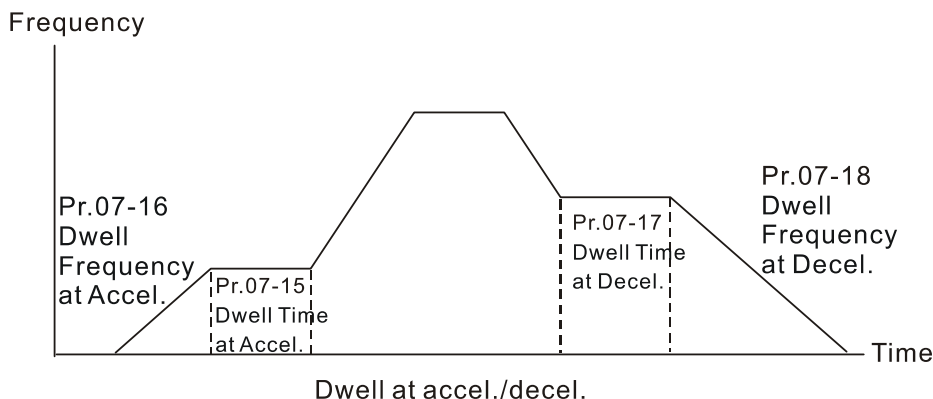 Frequency
Pr.07-16
Dwell
Frequency
at Accel.
Pr.07-15
Dwell Time
at Accel.
Pr.07-17
Dwell Time
at Decel.
Pr.07-18
Dwell
Frequency
at Decel.
Time
Dwell at accel./decel.